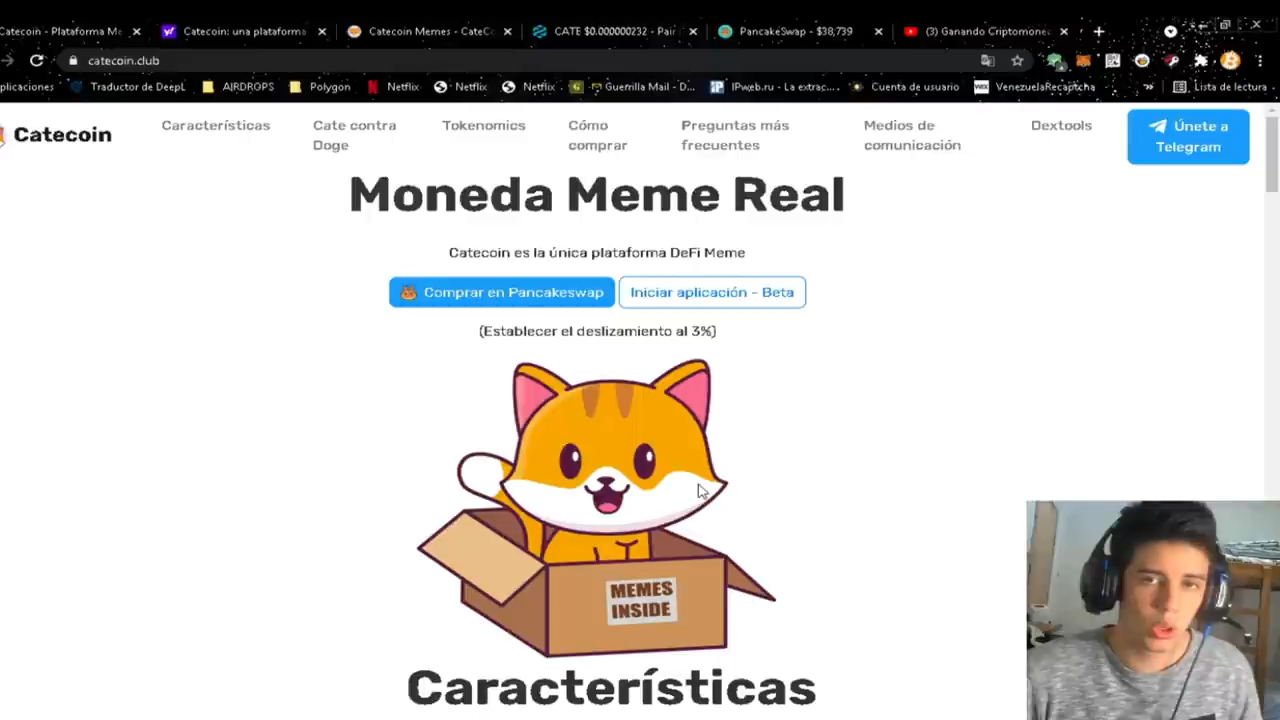 Catecoin - Plataforma Me
Catecoin: una plataforma
Catecoin Memes - CateC
CATE $0.000000232 - Pair
PancakeSwap - $38,739
(3) Ganando Criptomone
catecoin.club
plicaciones
Traductor de DeepL
AIRDROPS
Polygon
Netflix
Netflix
Netflix
Guerrilla Mail - D...
IPweb.ru - La extrac...
Cuenta de usuario
VenezuelaRecaptcha
Lista de lectura
Catecoin
Características
Cate contra
Doge
Tokenomics
Cómo
comprar
Preguntas más
frecuentes
Medios de
comunicación
Dextools
Únete a
Telegram
Moneda Meme Real
Catecoin es la única plataforma DeFi Meme
Comprar en Pancakeswap
Iniciar aplicación - Beta
(Establecer el deslizamiento al 3%)
MEMES
INSIDE
Características